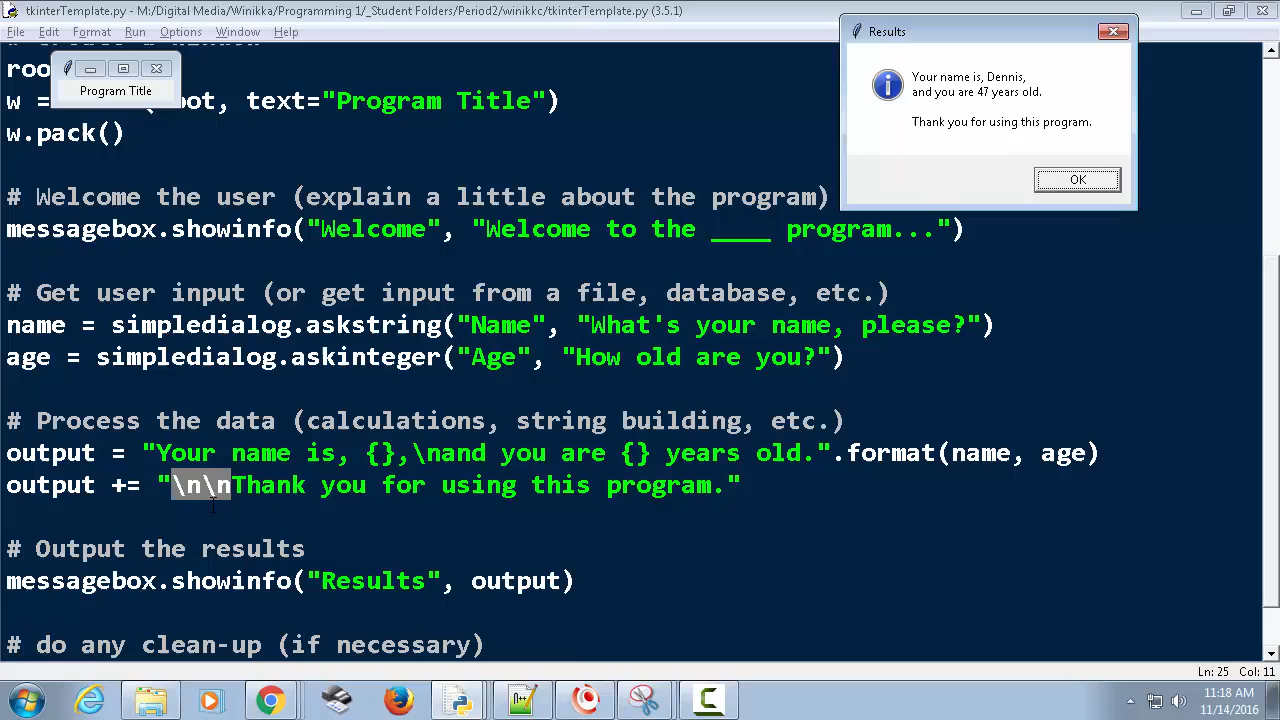 tkinterTemplate.py - M:/Digital Media/Winikka/Programming 1/_Student Folders/Period2/winikkc/tkinterTemplate.py (3.5.1)
File Edit Format Run Options Window Help
roo
Program Title
w = ot, text="Program Title")
w.pack()
# Welcome the user (explain a little about the program)
messagebox.showinfo("Welcome", "Welcome to the ____ program...")
# Get user input (or get input from a file, database, etc.)
name = simpledialog.askstring("Name", "What's your name, please?")
age = simpledialog.askinteger("Age", "How old are you?")
# Process the data (calculations, string building, etc.)
output = "Your name is, {},\nand you are {} years old.".format(name, age)
output += "\n\nThank you for using this program."
# Output the results
messagebox.showinfo("Results", output)
# do any clean-up (if necessary)
Results
Your name is, Dennis,
and you are 47 years old.
Thank you for using this program.
OK
Ln: 25 Col: 11
11:18 AM
11/14/2016